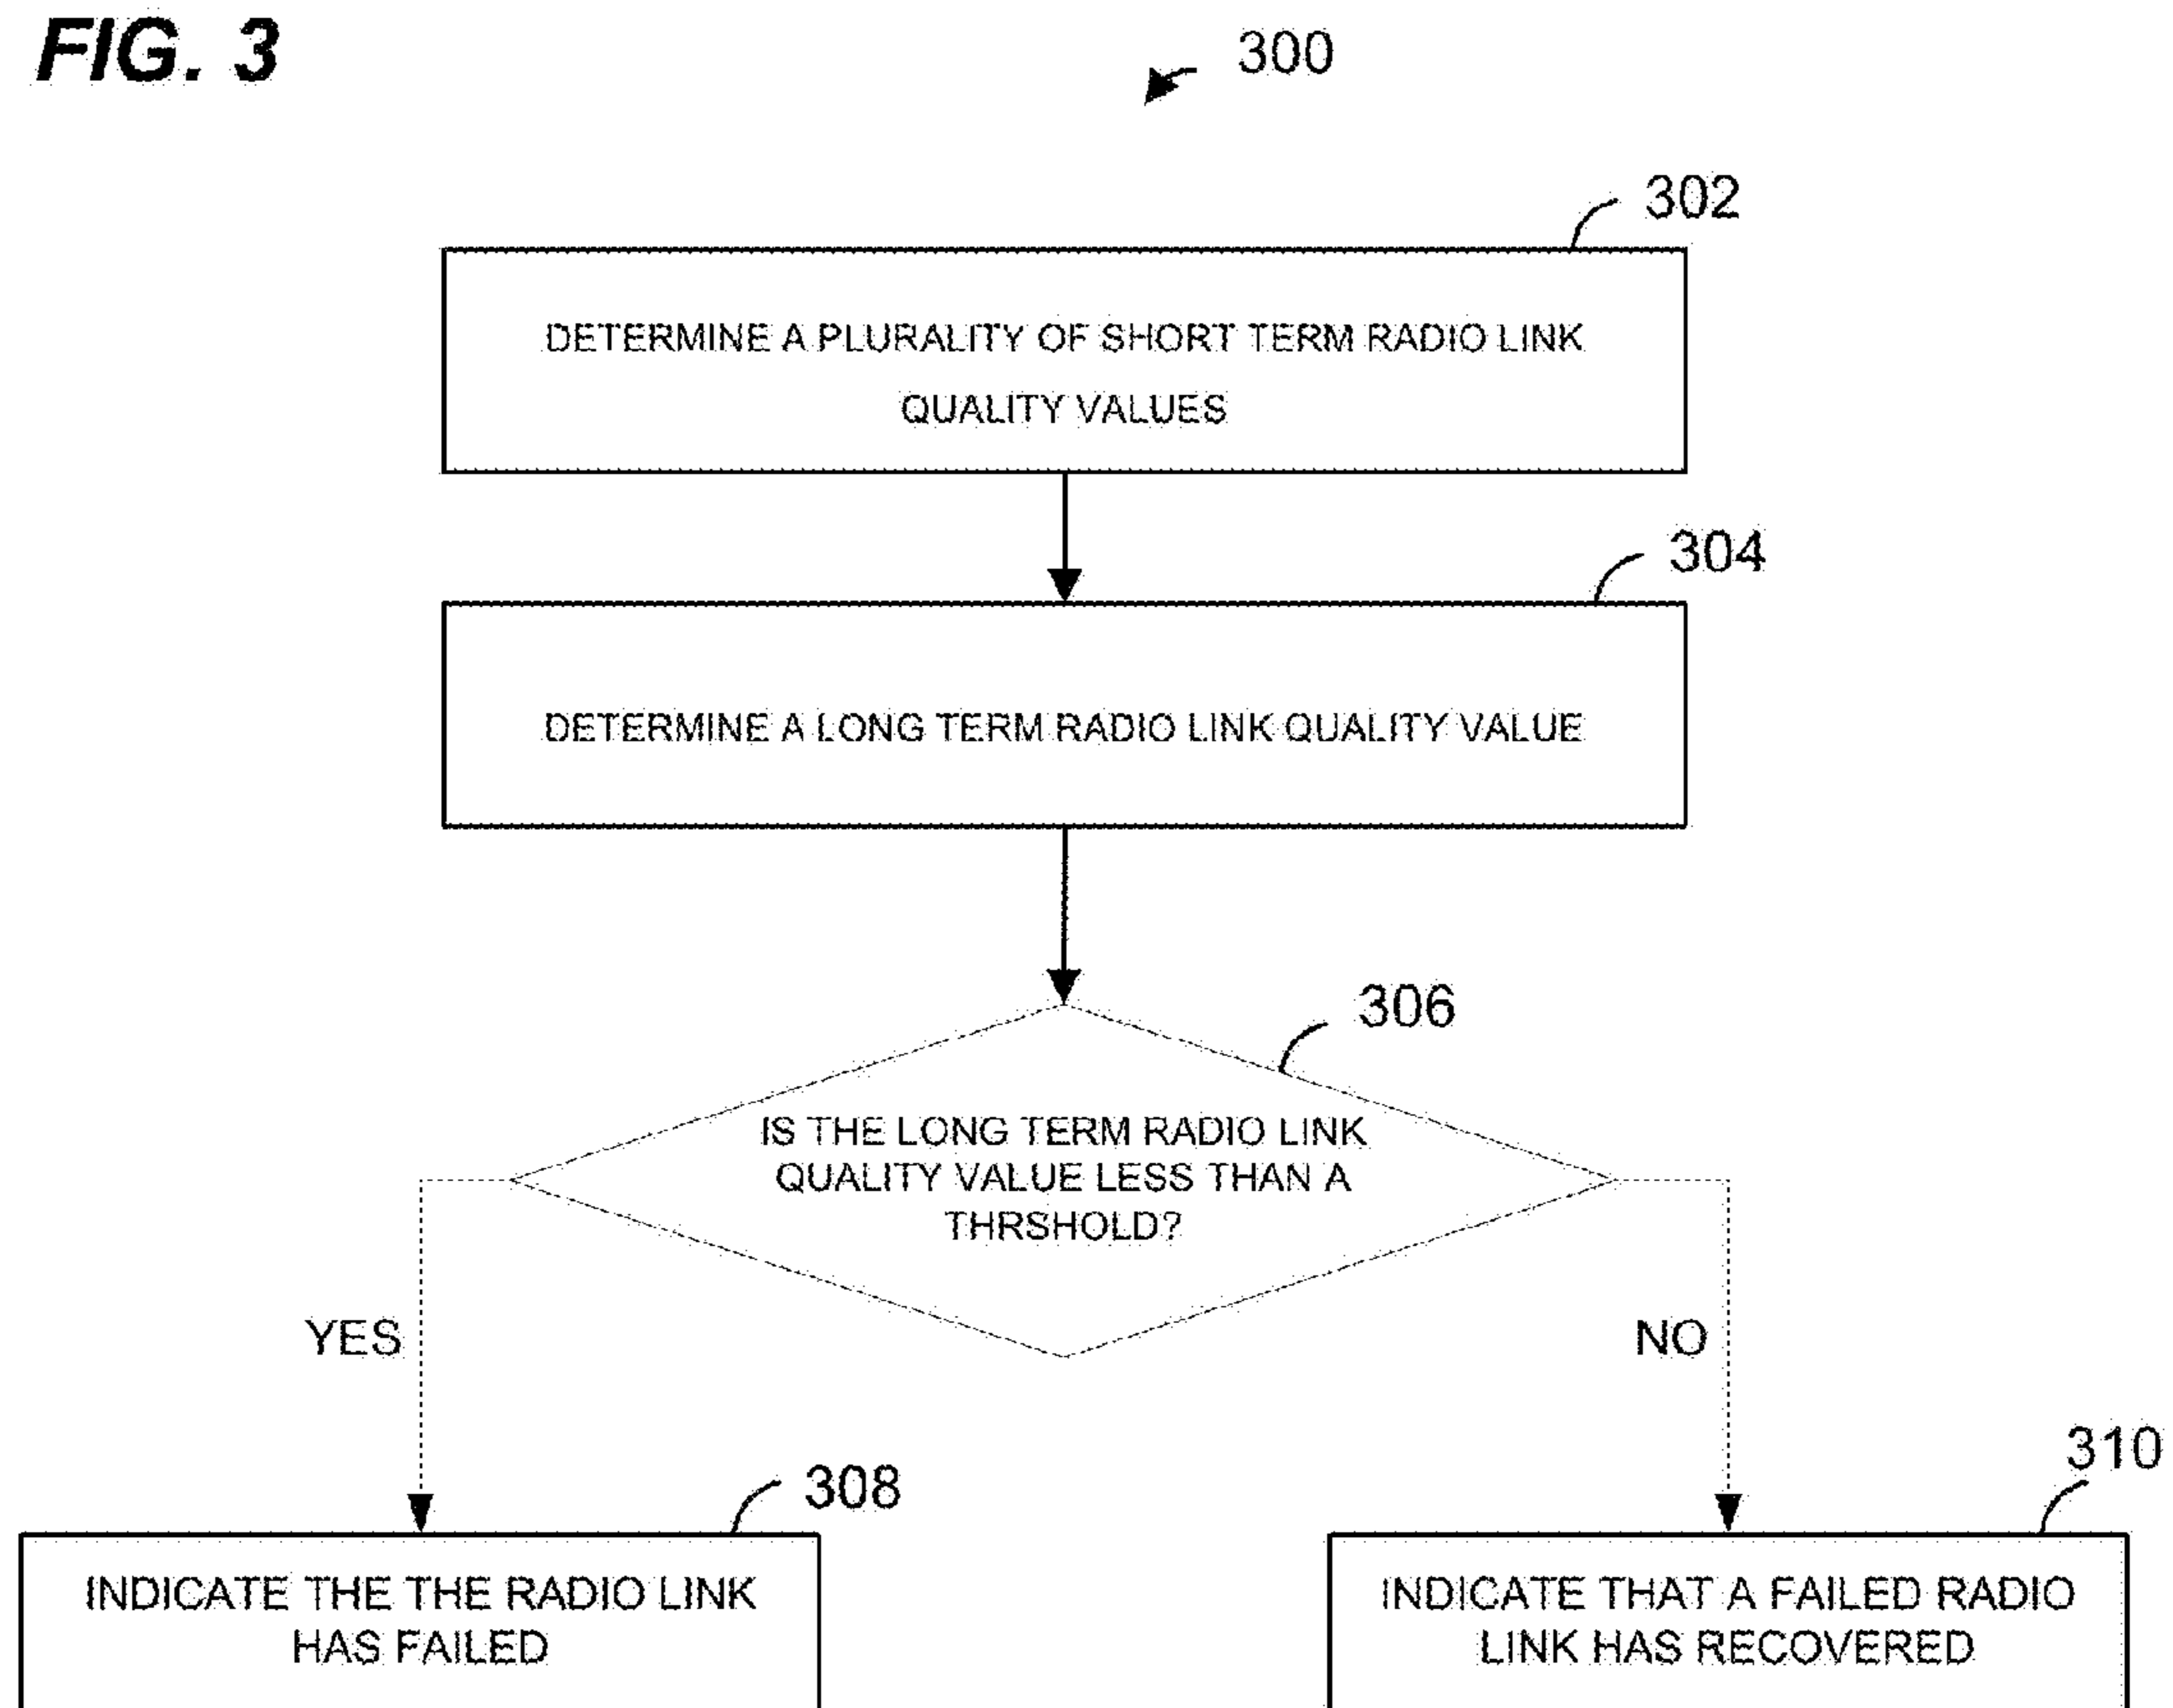 FIG. 3
300
302
DETERMINE A PLURALITY OF SHORT TERM RADIO LINK
QUALITY VALUES
304
DETERMINE A LONG TERM RADIO LINK QUALITY VALUE
306
IS THE LONG TERM RADIO LINK
QUALITY VALUE LESS THAN A
THRSHOLD?
YES
NO
308
INDICATE THE THE RADIO LINK
HAS FAILED
310
INDICATE THAT A FAILED RADIO
LINK HAS RECOVERED